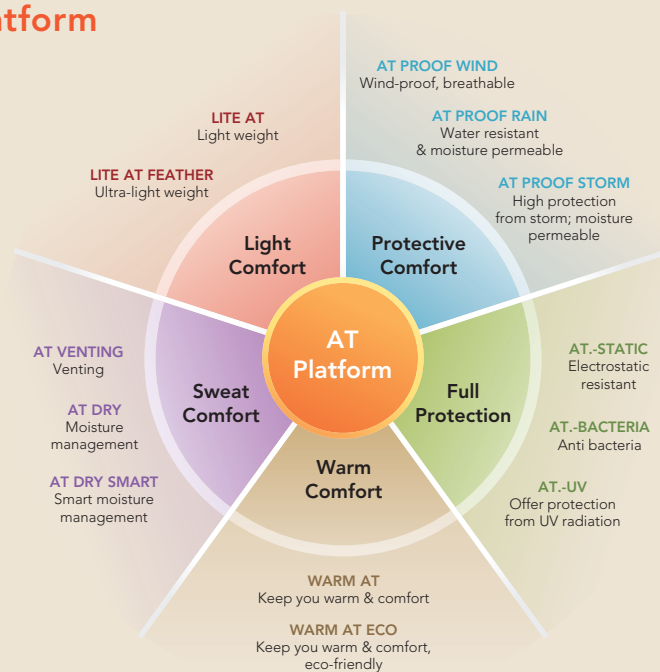 AT PROOF WIND
Wind-proof, breathable
AT PROOF RAIN
Water resistant
& moisture permeable
AT PROOF STORM
High protection
from storm; moisture
permeable
LITE AT
Light weight
LITE AT FEATHER
Ultra-light weight
Light
Comfort
Protective
Comfort
AT
Platform
Sweat
Comfort
Full
Protection
Warm
Comfort
AT VENTING
Venting
AT DRY
Moisture
management
AT DRY SMART
Smart moisture
management
AT.-STATIC
Electrostatic
resistant
AT.-BACTERIA
Anti bacteria
AT.-UV
Offer protection
from UV radiation
WARM AT
Keep you warm & comfort
WARM AT ECO
Keep you warm & comfort,
eco-friendly